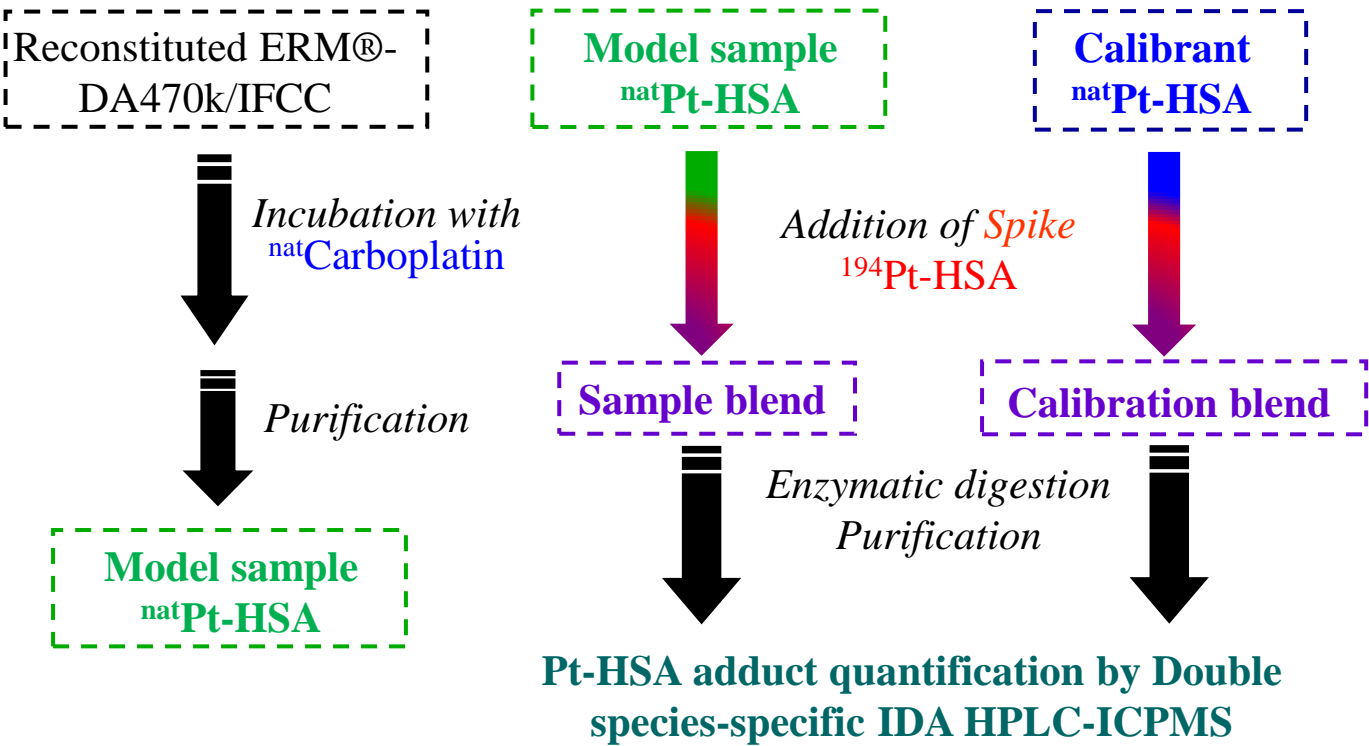 Reconstituted ERM®-
DA470k/IFCC
Incubation with
natCarboplatin
Purification
Model sample
natPt-HSA
Model sample
natPt-HSA
Calibrant
natPt-HSA
Addition of Spike
194Pt-HSA
Sample blend
Calibration blend
Enzymatic digestion
Purification
Pt-HSA adduct quantification by Double
species-specific IDA HPLC-ICPMS